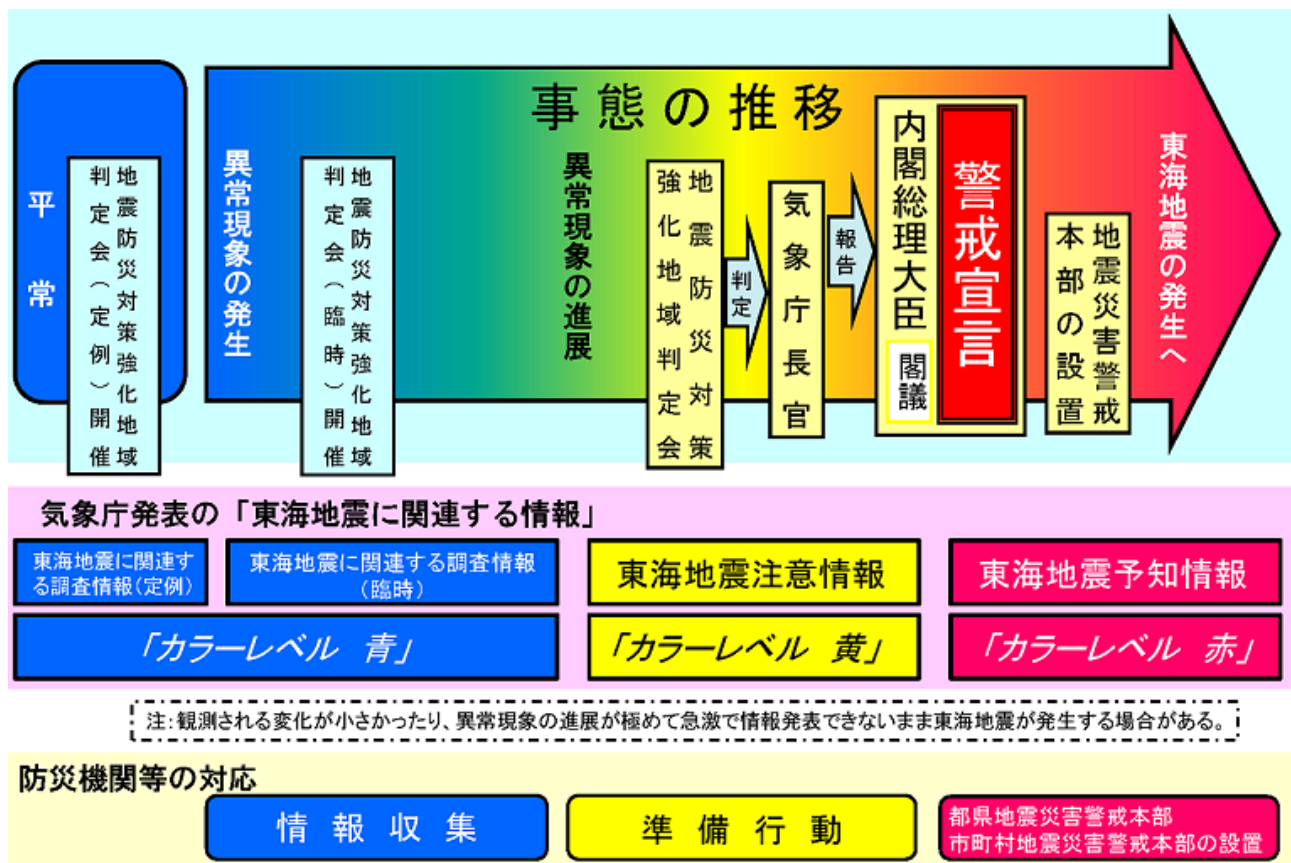 事態の推移
平常
地震防災対策強化地域
判定会(定例)開催
異常現象の発生
地震防災対策強化地域
判定会(臨時)開催
異常現象の進展
地震防災対策
強化地域判定会
判定
気象庁長官
報告
内閣総理大臣
閣議
警戒宣言
地震災害警戒
本部の設置
東海地震の発生へ
気象庁発表の「東海地震に関連する情報」
東海地震に関連す
る調査情報(定例)
東海地震に関連する調査情報
(臨時)
東海地震注意情報
東海地震予知情報
「カラーレベル 青」
「カラーレベル 黄」
「カラーレベル 赤」
注:観測される変化が小さかったり、異常現象の進展が極めて急激で情報発表できないまま東海地震が発生する場合がある。
防災機関等の対応
情報収集
準備行動
都県地震災害警戒本部
市町村地震災害警戒本部の設置